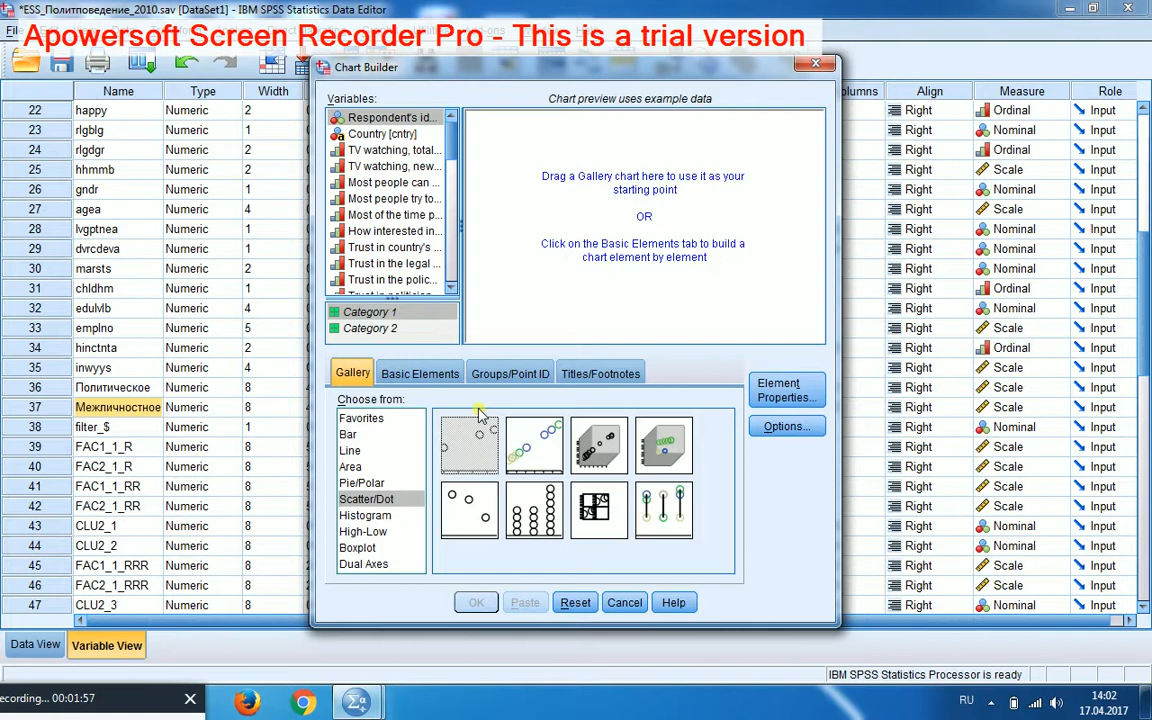 *ESS_Политповедение_2010.sav [DataSet1] - IBM SPSS Statistics Data Editor
Apowersoft Screen Recorder Pro - This is a trial version
Chart Builder
Name Type Width Columns Align Measure Role
22 happy Numeric 2 Right Ordinal Input
23 rlgblg Numeric 1 Right Nominal Input
24 rlgdgr Numeric 2 Right Ordinal Input
25 hhmmb Numeric 2 Right Scale Input
26 gndr Numeric 1 Right Nominal Input
27 agea Numeric 4 Right Scale Input
28 lvgptnea Numeric 1 Right Nominal Input
29 dvrcdeva Numeric 1 Right Nominal Input
30 marsts Numeric 2 Right Nominal Input
31 chldhm Numeric 1 Right Ordinal Input
32 edulvlb Numeric 4 Right Nominal Input
33 emplno Numeric 5 Right Scale Input
34 hinctnta Numeric 2 Right Ordinal Input
35 inwyys Numeric 4 Right Scale Input
36 Политическое Numeric 8 Right Scale Input
37 Межличностное Numeric 8 Right Scale Input
38 filter_$ Numeric 1 Right Nominal Input
39 FAC1_1_R Numeric 8 Right Scale Input
40 FAC2_1_R Numeric 8 Right Scale Input
41 FAC1_1_RR Numeric 8 Right Scale Input
42 FAC2_1_RR Numeric 8 Right Scale Input
43 CLU2_1 Numeric 8 Right Nominal Input
44 CLU2_2 Numeric 8 Right Nominal Input
45 FAC1_1_RRR Numeric 8 Right Scale Input
46 FAC2_1_RRR Numeric 8 Right Scale Input
47 CLU2_3 Numeric 8 Right Nominal Input
Variables:
Respondent's id...
Country [cntry]
TV watching, total...
TV watching, new...
Most people can ...
Most people try to...
Most of the time p...
How interested in...
Trust in country's ...
Trust in the legal ...
Trust in the polic...
Category 1
Category 2
Chart preview uses example data
Drag a Gallery chart here to use it as your
starting point
OR
Click on the Basic Elements tab to build a
chart element by element
Gallery Basic Elements Groups/Point ID Titles/Footnotes
Choose from:
Favorites
Bar
Line
Area
Pie/Polar
Scatter/Dot
Histogram
High-Low
Boxplot
Dual Axes
Element
Properties...
Options...
OK Paste Reset Cancel Help
Data View Variable View
IBM SPSS Statistics Processor is ready
ecording... 00:01:57
RU
14:02
17.04.2017